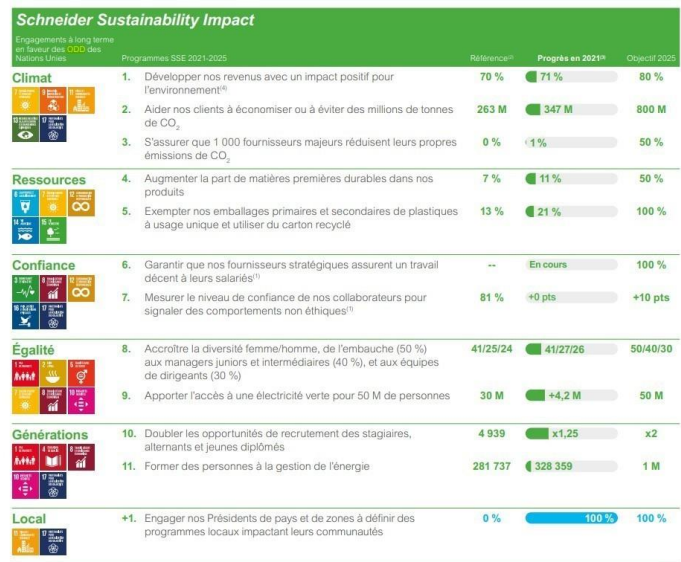 Schneider Sustainability Impact
Engagements à long terme
en faveur des ODD des
Nations Unies
Programmes SSE 2021-2025
Référence(2)
Progrès en 2021(3)
Objectif 2025
Climat
1. Développer nos revenus avec un impact positif pour
l'environnement(4)
70 %
71 %
80 %
2. Aider nos clients à économiser ou à éviter des millions de tonnes
de CO2
263 M
347 M
800 M
3. S'assurer que 1 000 fournisseurs majeurs réduisent leurs propres
émissions de CO2
0 %
1 %
50 %
Ressources
4. Augmenter la part de matières premières durables dans nos
produits
7 %
11 %
50 %
5. Exempter nos emballages primaires et secondaires de plastiques
à usage unique et utiliser du carton recyclé
13 %
21 %
100 %
Confiance
6. Garantir que nos fournisseurs stratégiques assurent un travail
décent à leurs salariés(1)
--
En cours
100 %
7. Mesurer le niveau de confiance de nos collaborateurs pour
signaler des comportements non éthiques(1)
81 %
+0 pts
+10 pts
Égalité
8. Accroître la diversité femme/homme, de l'embauche (50 %)
aux managers juniors et intermédiaires (40 %), et aux équipes
de dirigeants (30 %)
41/25/24
41/27/26
50/40/30
9. Apporter l'accès à une électricité verte pour 50 M de personnes
30 M
+4,2 M
50 M
Générations
10. Doubler les opportunités de recrutement des stagiaires,
alternants et jeunes diplômés
4 939
x1,25
x2
11. Former des personnes à la gestion de l'énergie
281 737
328 359
1 M
Local
+1. Engager nos Présidents de pays et de zones à définir des
programmes locaux impactant leurs communautés
0 %
100 %
100 %